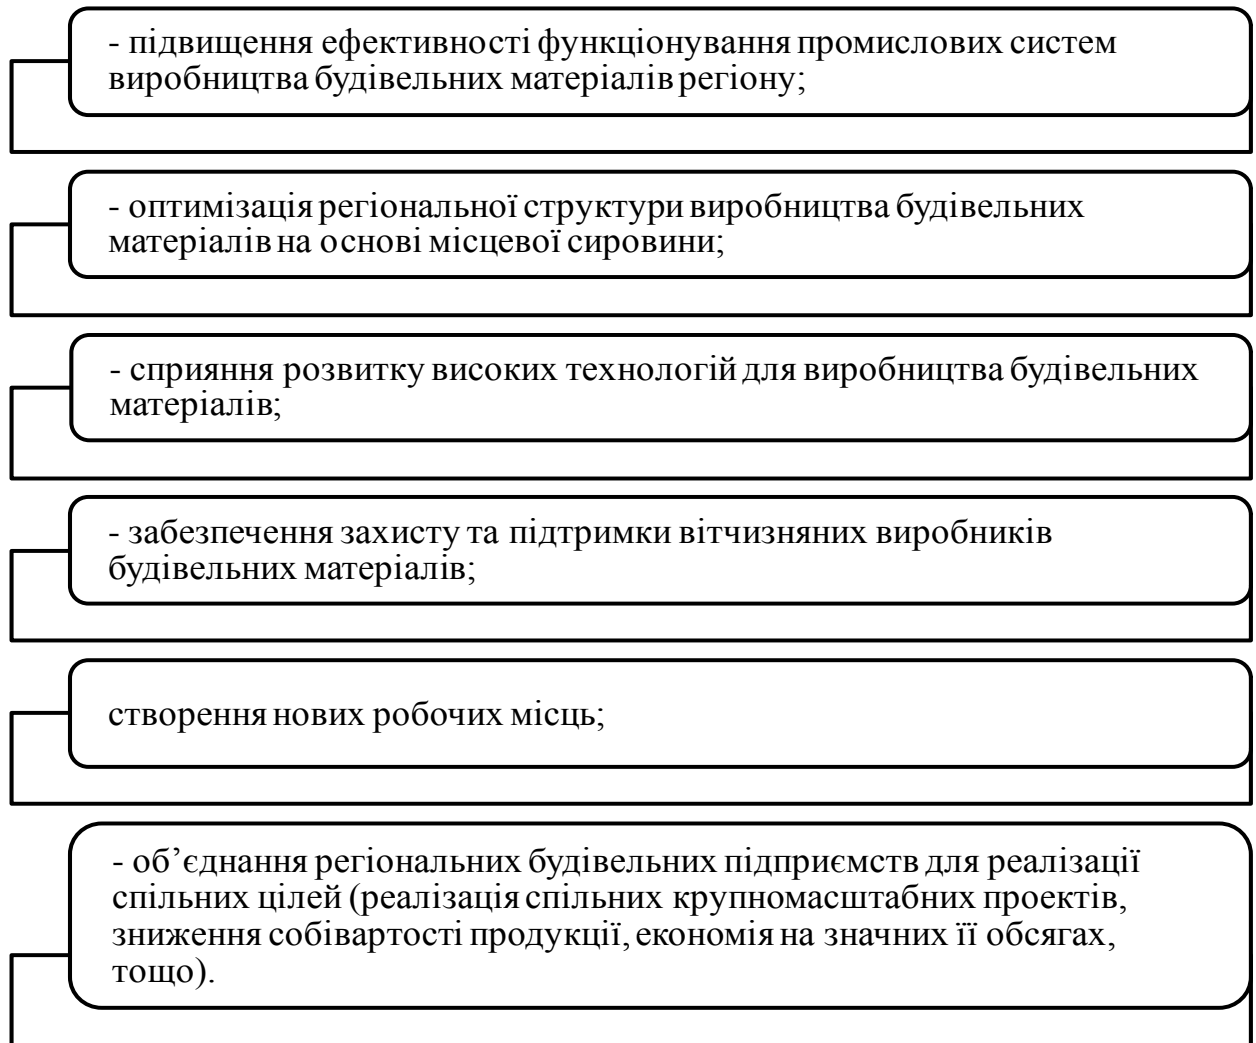 - підвищення ефективності функціонування промислових систем
виробництва будівельних матеріалів регіону;
- оптимізація регіональної структури виробництва будівельних
матеріалів на основі місцевої сировини;
- сприяння розвитку високих технологій для виробництва будівельних
матеріалів;
- забезпечення захисту та підтримки вітчизняних виробників
будівельних матеріалів;
створення нових робочих місць;
- об’єднання регіональних будівельних підприємств для реалізації
спільних цілей (реалізація спільних крупномасштабних проектів,
зниження собівартості продукції, економія на значних її обсягах,
тощо).